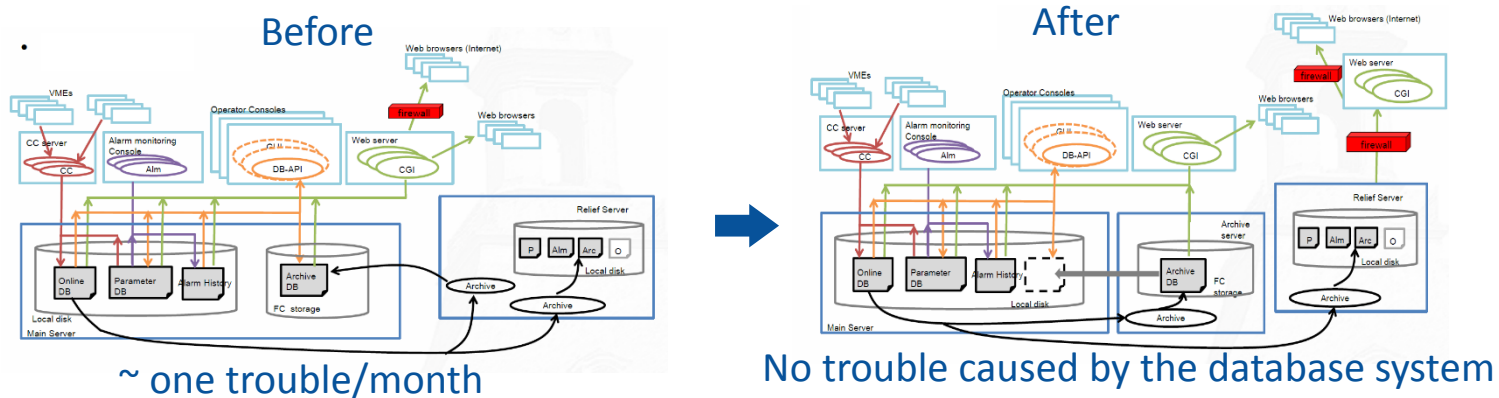 Before
•
Web browsers (Internet)
VMEs
Operator Consoles
firewall
Web browsers
CC server
Alarm monitoring
Console
Web server
CC
Alm
GUI
DB-API
CGI
Relief Server
P
Alm
Arc
O
Local disk
Online
DB
Parameter
DB
Alarm History
Archive
DB
Archive
Archive
FC storage
Local disk
Main Server
~ one trouble/month
After
Web browsers (Internet)
Web server
firewall
CGI
VMEs
Operator Consoles
Web browsers
CC server
Alarm monitoring
Console
Web server
firewall
CC
Alm
GUI
DB-API
CGI
Relief Server
Archive
server
P
Alm
Arc
O
Local disk
Online
DB
Parameter
DB
Alarm History
Archive
DB
FC
storage
Local disk
Archive
Archive
Main Server
No trouble caused by the database system